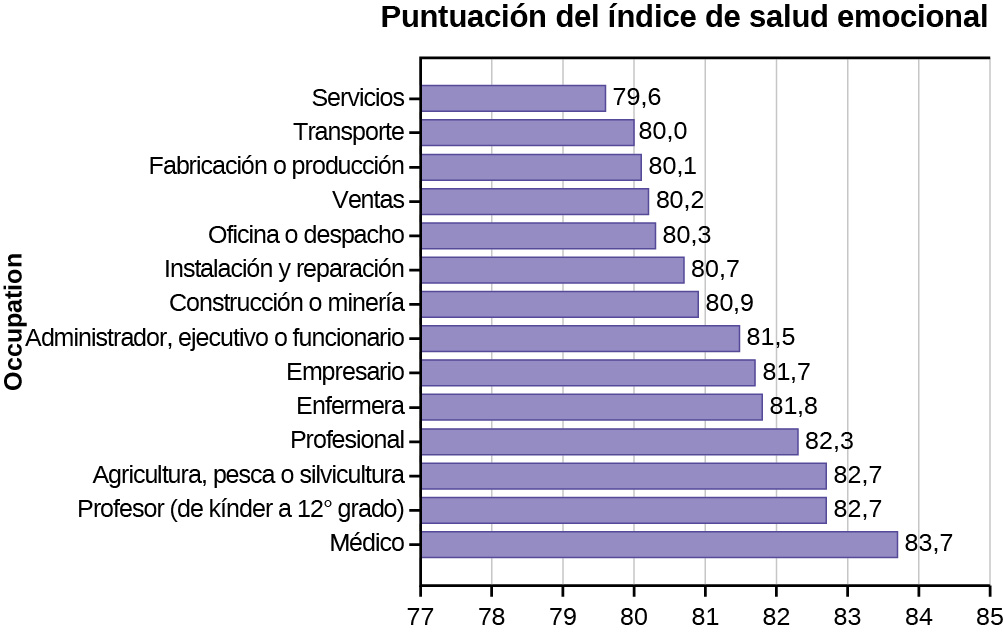 Puntuación del índice de salud emocional
Occupation
Servicios 79,6
Transporte 80,0
Fabricación o producción 80,1
Ventas 80,2
Oficina o despacho 80,3
Instalación y reparación 80,7
Construcción o minería 80,9
Administrador, ejecutivo o funcionario 81,5
Empresario 81,7
Enfermera 81,8
Profesional 82,3
Agricultura, pesca o silvicultura 82,7
Profesor (de kínder a 12° grado) 82,7
Médico 83,7
77 78 79 80 81 82 83 84 85